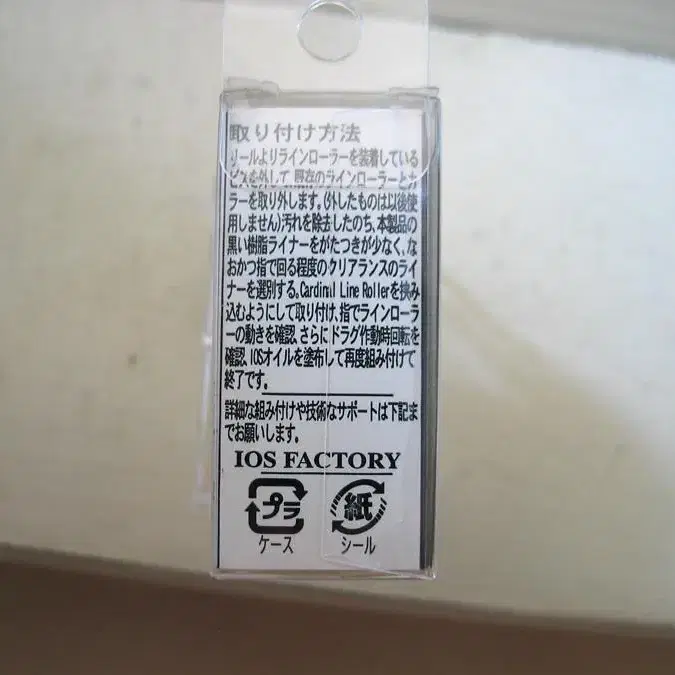 取り付け方法
リールよりラインローラーを装着している
ビスを外して、既存のラインローラーとカ
ラーを取り外します。(外したものは以後使
用しません)汚れを除去したのち、本製品の
黒い樹脂ライナーをがたつきが少なく、な
おかつ指で回る程度のクリアランスのライ
ナーを選別する。Cardinal Line Rollerを挟み
込むようにして取り付け、指でラインローラ
ーの動きを確認、さらにドラグ作動時回転を
確認、IOSオイルを塗布して再度組み付けて
終了です。
詳細な組み付けや技術なサポートは下記ま
でお願いします。
IOS FACTORY
プラ 紙
ケース シール